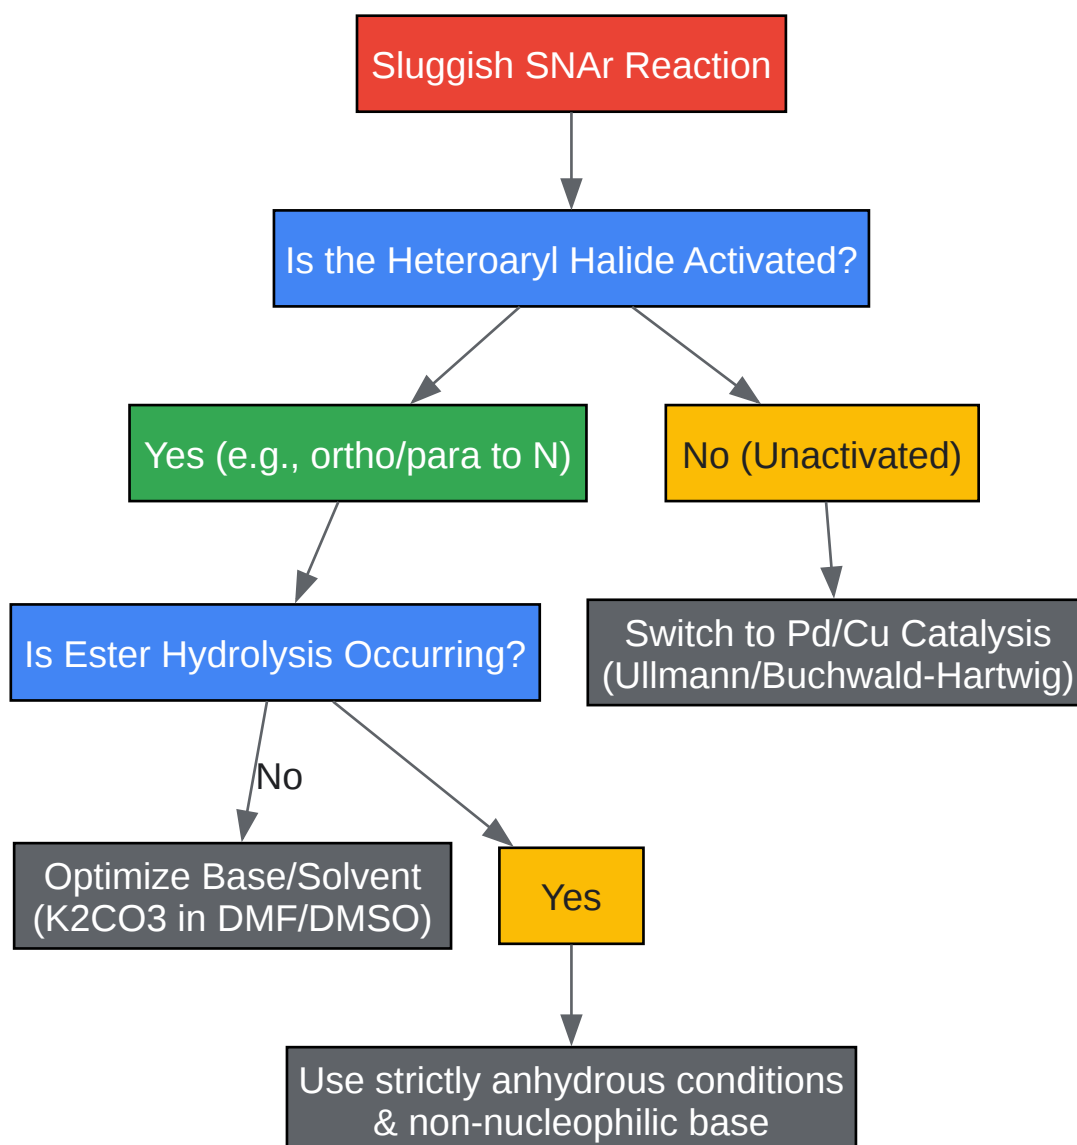 Sluggish SNAr Reaction
Is the Heteroaryl Halide Activated?
Yes (e.g., ortho/para to N)
No (Unactivated)
Is Ester Hydrolysis Occurring?
Switch to Pd/Cu Catalysis
(Ullmann/Buchwald-Hartwig)
No
Optimize Base/Solvent
(K2CO3 in DMF/DMSO)
Yes
Use strictly anhydrous conditions
& non-nucleophilic base